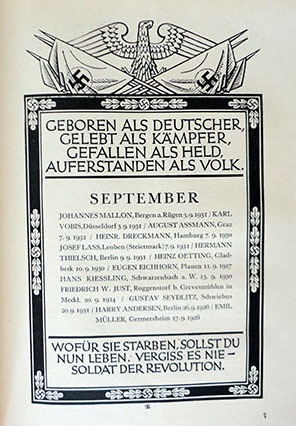 GEBOREN ALS DEUTSCHER,
GELEBT ALS KÄMPFER,
GEFALLEN ALS HELD,
AUFERSTANDEN ALS VOLK.
SEPTEMBER
JOHANNES MALLON, Bergen a. Rügen 3.9.1931 / KARL
VOBIS, Düsseldorf 3.9.1931 / AUGUST ASSMANN, Graz
7.9.1932 / HEINR. DRECKMANN, Hamburg 7.9.1930
JOSEF LASS, Leoben (Steiermark) 7.9.1932 / HERMANN
THIELSCH, Berlin 9.9.1931 / HEINZ OETTING, Glad-
beck 10.9.1930 / EUGEN EICHHORN, Plauen 11.9.1927
HANS KIESSLING, Schwarzenbach a. W. 13.9.1930
FRIEDRICH W. JUST, Roggenstorf b. Grevesmühlen in
Meckl. 20.9.1924 / GUSTAV SEYDLITZ, Schwiebus
20.9.1931 / HARRY ANDERSEN, Berlin 26.9.1926 / EMIL
MÜLLER, Germersheim 27.9.1926
WOFÜR SIE STARBEN, SOLLST DU
NUN LEBEN. VERGISS ES NIE—
SOLDAT DER REVOLUTION.